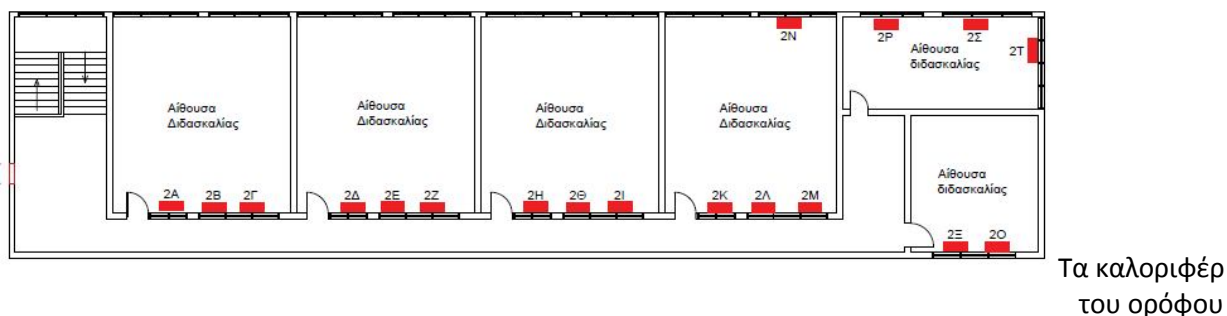 2Ν
2Ρ
2Σ
2Τ
Αίθουσα
διδασκαλίας
Αίθουσα
Διδασκαλίας
Αίθουσα
Διδασκαλίας
Αίθουσα
Διδασκαλίας
Αίθουσα
Διδασκαλίας
Αίθουσα
διδασκαλίας
2Α
2Β
2Γ
2Δ
2Ε
2Ζ
2Η
2Θ
2Ι
2Κ
2Λ
2Μ
2Ξ
2Ο
Τα καλοριφέρ
του ορόφου